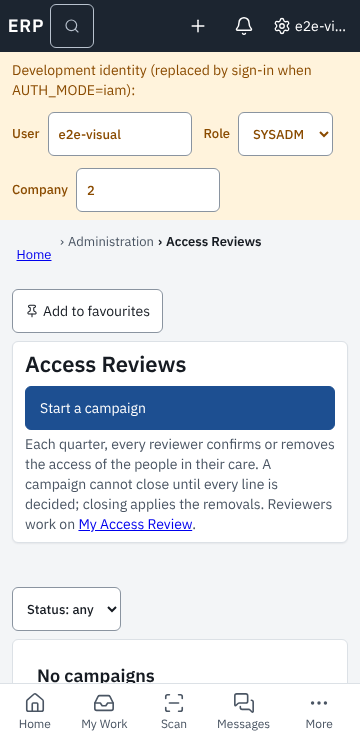 ERP
e2e-vi...
Development identity (replaced by sign-in when
AUTH_MODE=iam):
User e2e-visual Role SYSADM
Company 2
Home › Administration › Access Reviews
Add to favourites
Access Reviews
Start a campaign
Each quarter, every reviewer confirms or removes
the access of the people in their care. A
campaign cannot close until every line is
decided; closing applies the removals. Reviewers
work on My Access Review.
Status: any
No campaigns
Home My Work Scan Messages More